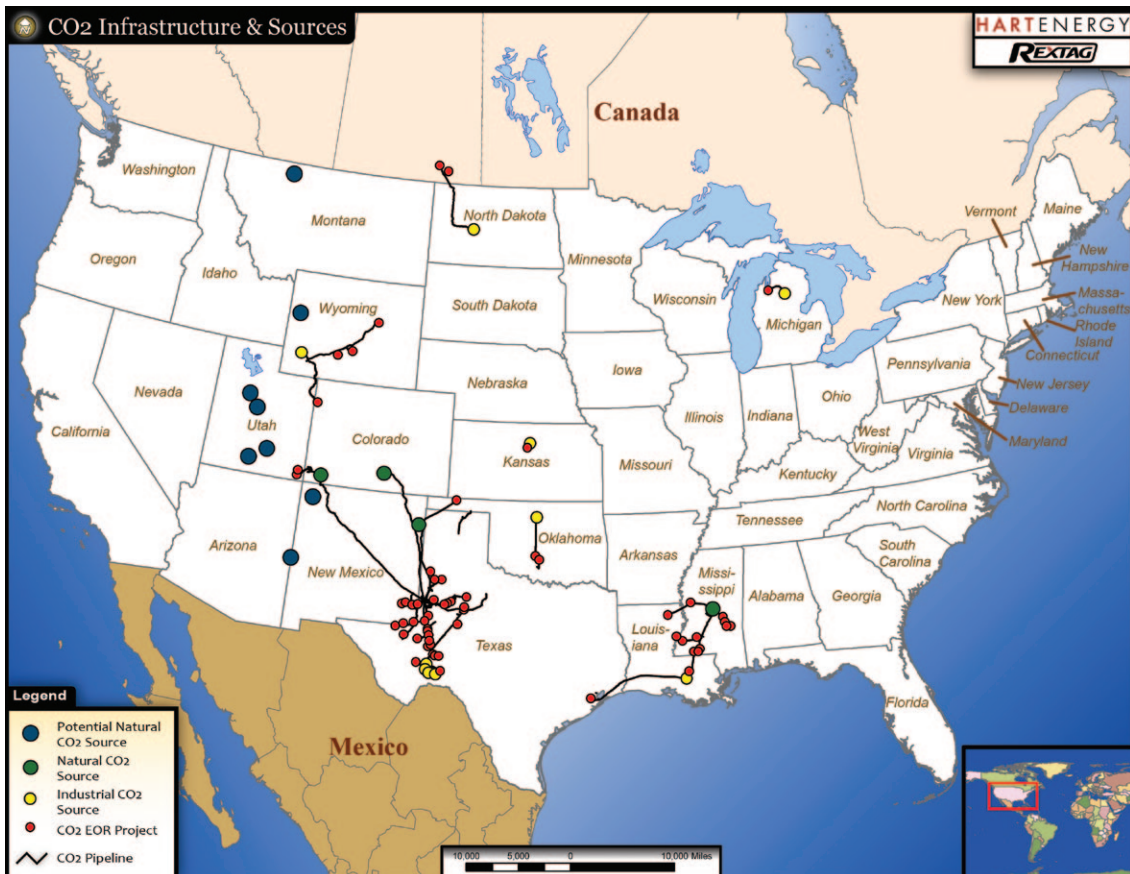 CO2 Infrastructure & Sources
HARTENERGY
REXTAG
Canada
Washington
Montana
North Dakota
Minnesota
Vermont
Maine
Oregon
Idaho
New
Hampshire
Wyoming
South Dakota
Wisconsin
Michigan
New York
Massa-
chusetts
Rhode
Island
Connecticut
Nebraska
Iowa
Pennsylvania
New Jersey
Nevada
Utah
Colorado
Illinois
Indiana
Ohio
Delaware
California
Kansas
Missouri
West
Virginia
Virginia
Maryland
Kentucky
North Carolina
Tennessee
Arizona
New Mexico
Oklahoma
Arkansas
South
Carolina
Missi-
ssippi
Alabama
Georgia
Texas
Louis-
iana
Florida
Mexico
Legend
Potential Natural
CO2 Source
Natural CO2
Source
Industrial CO2
Source
CO2 EOR Project
CO2 Pipeline
10,000 5,000 0 10,000 Miles